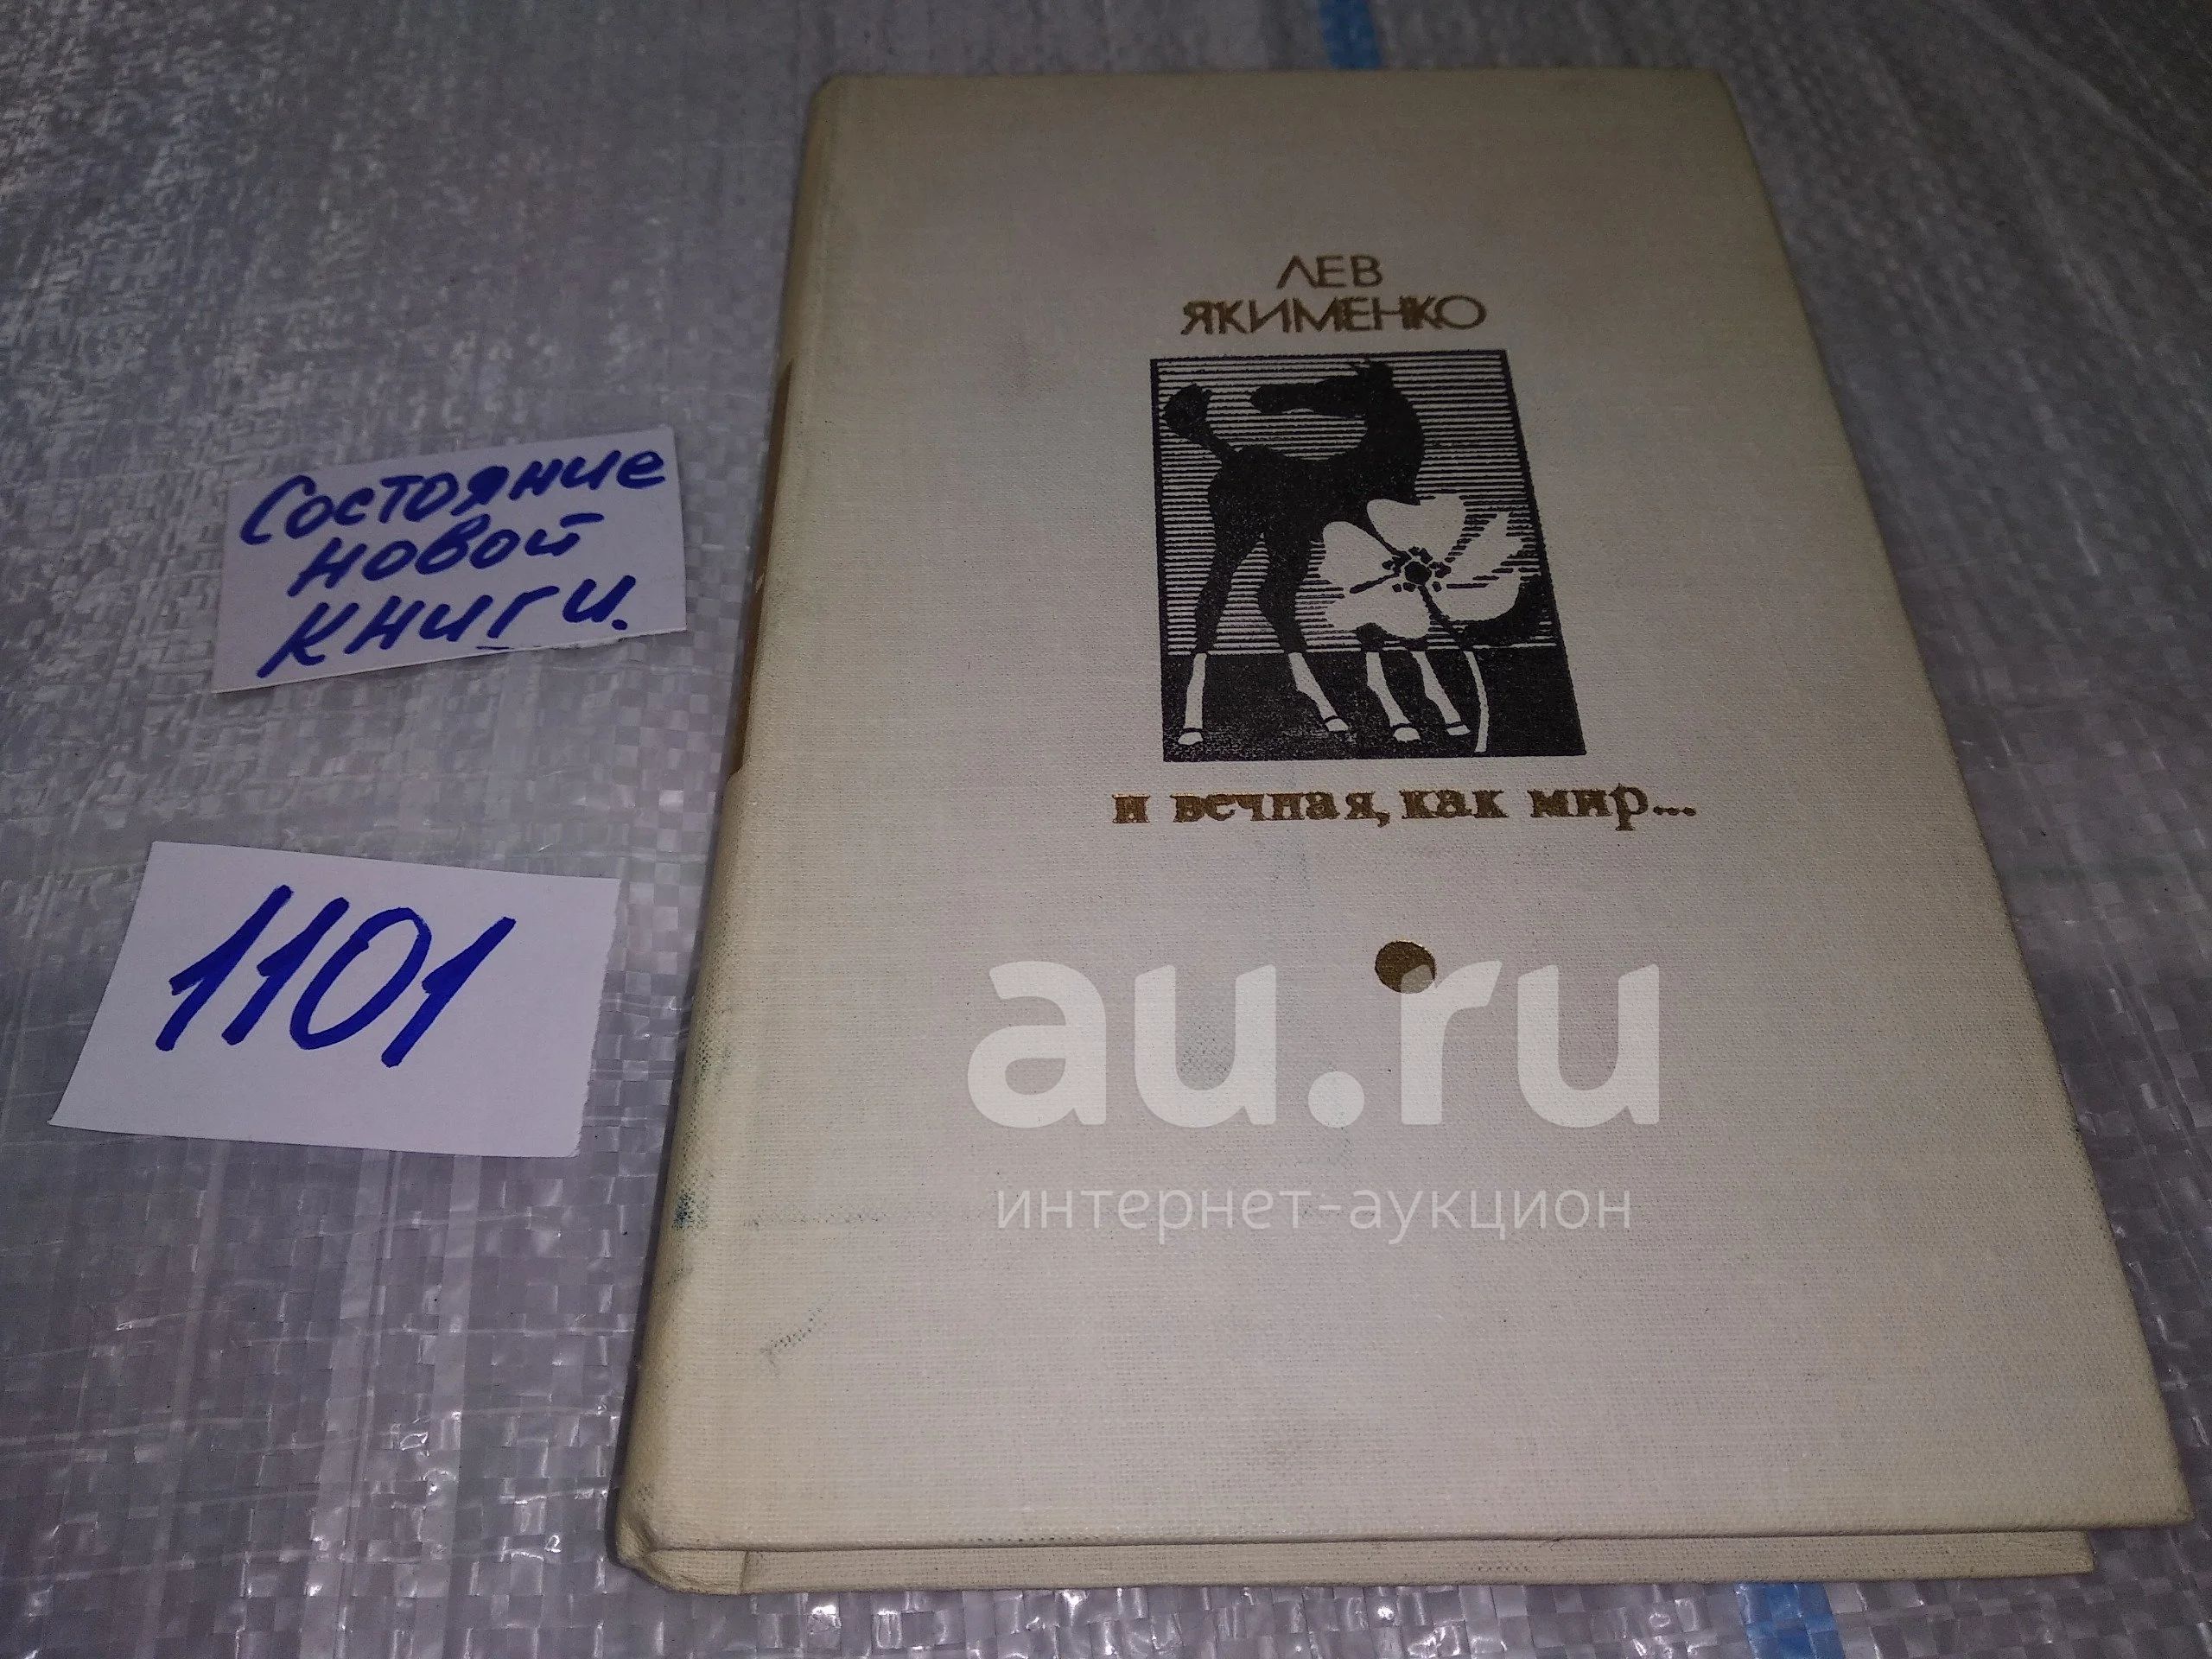 ЛЕВ
ЯКИМЕНКО
и вечная, как мир...
Состояние
новой
книги.
1101
au.ru
интернет-аукцион